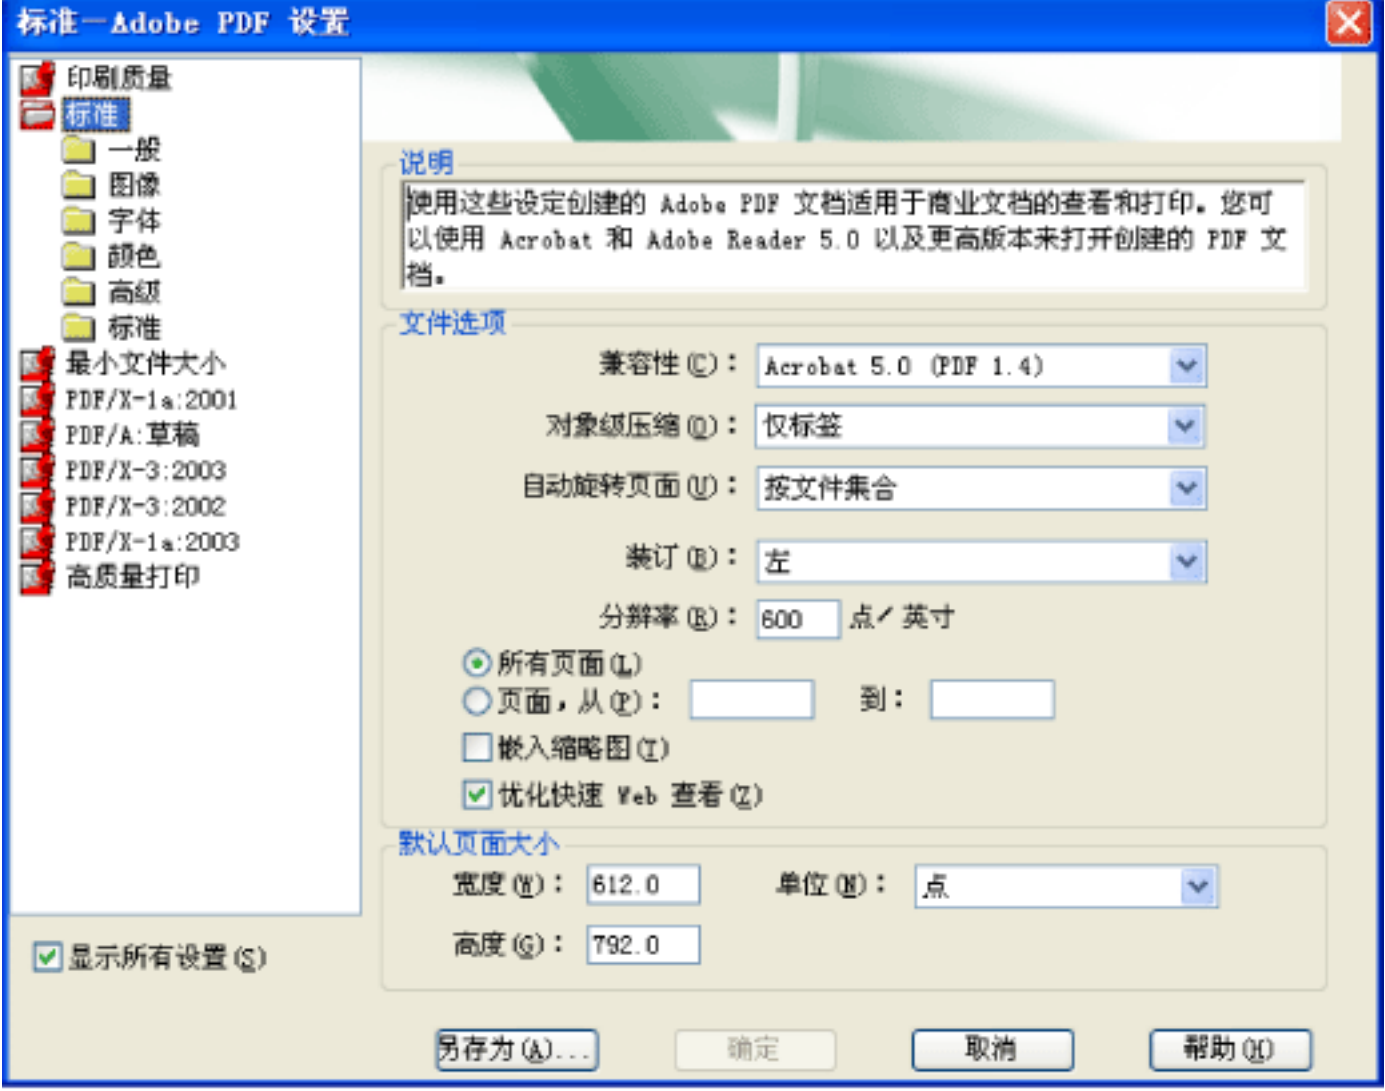 标准－Adobe PDF 设置
印刷质量
标准
一般
图像
字体
颜色
高级
标准
最小文件大小
PDF/X-1a:2001
PDF/A:草稿
PDF/X-3:2003
PDF/X-3:2002
PDF/X-1a:2003
高质量打印
显示所有设置(S)
说明
使用这些设定创建的 Adobe PDF 文档适用于商业文档的查看和打印。您可
以使用 Acrobat 和 Adobe Reader 5.0 以及更高版本来打开创建的 PDF 文
档。
文件选项
兼容性(C)： Acrobat 5.0 (PDF 1.4)
对象级压缩(O)： 仅标签
自动旋转页面(U)： 按文件集合
装订(B)： 左
分辨率(R)： 600 点/英寸
所有页面(L)
页面，从(P)： 到：
嵌入缩略图(T)
优化快速 Web 查看(Z)
默认页面大小
宽度(W)： 612.0 单位(N)： 点
高度(G)： 792.0
另存为(A)... 确定 取消 帮助(H)